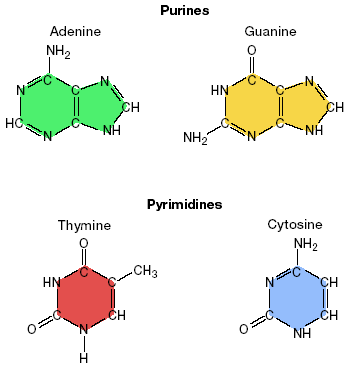 Purines
Adenine Guanine
NH2 O
C N C N
N C HN C
CH CH
HC C C C
N NH NH2 N NH
Pyrimidines
Thymine Cytosine
O NH2
C CH3 C
HN C N CH
C CH C CH
O N O NH
H